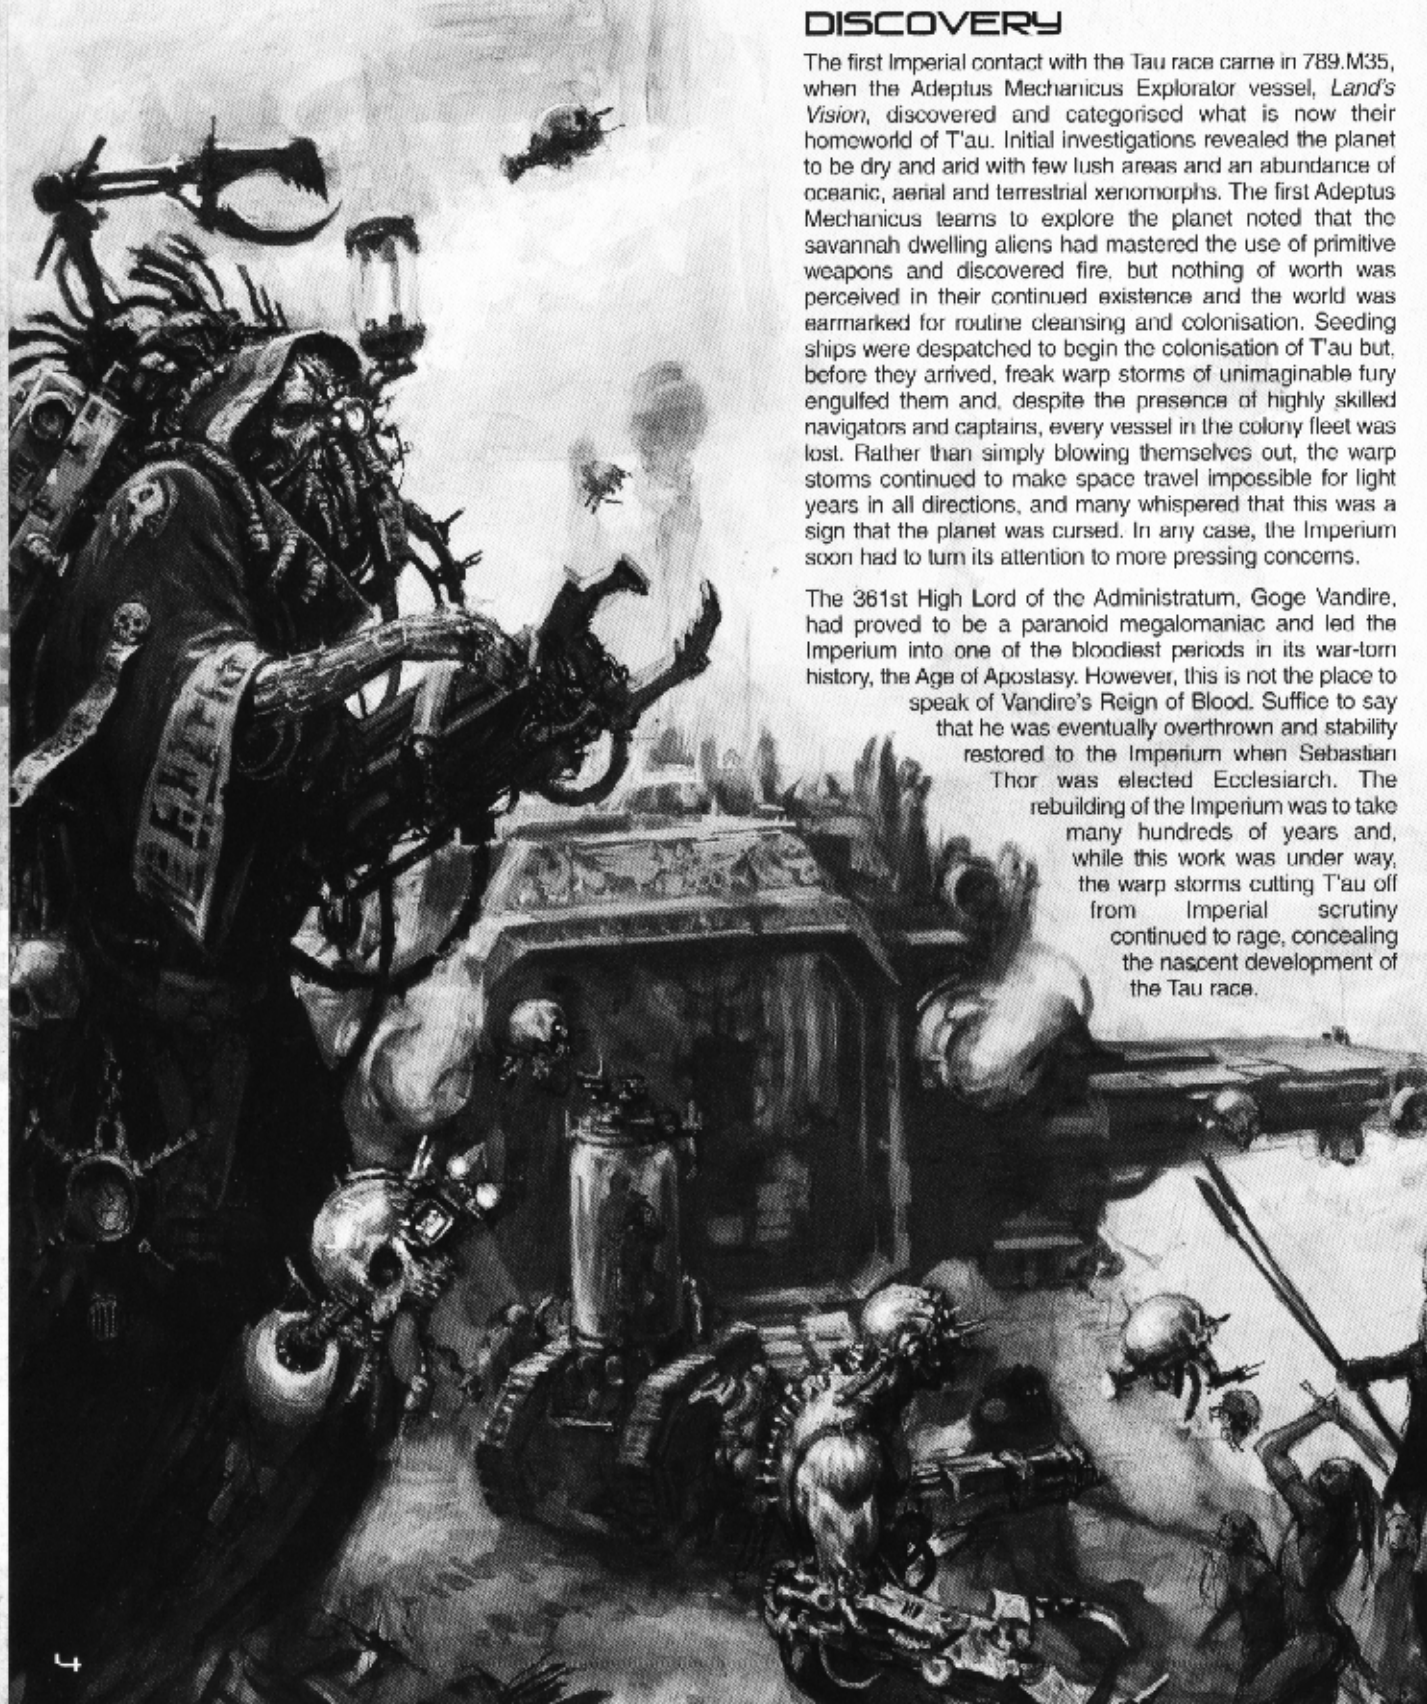 DISCOVERY
The first Imperial contact with the Tau race came in 789.M35,
when the Adeptus Mechanicus Explorator vessel, Land's
Vision, discovered and categorised what is now their
homeworld of T'au. Initial investigations revealed the planet
to be dry and arid with few lush areas and an abundance of
oceanic, aerial and terrestrial xenomorphs. The first Adeptus
Mechanicus teams to explore the planet noted that the
savannah dwelling aliens had mastered the use of primitive
weapons and discovered fire, but nothing of worth was
perceived in their continued existence and the world was
earmarked for routine cleansing and colonisation. Seeding
ships were despatched to begin the colonisation of T'au but,
before they arrived, freak warp storms of unimaginable fury
engulfed them and, despite the presence of highly skilled
navigators and captains, every vessel in the colony fleet was
lost. Rather than simply blowing themselves out, the warp
storms continued to make space travel impossible for light
years in all directions, and many whispered that this was a
sign that the planet was cursed. In any case, the Imperium
soon had to turn its attention to more pressing concerns.
The 361st High Lord of the Administratum, Goge Vandire,
had proved to be a paranoid megalomaniac and led the
Imperium into one of the bloodiest periods in its war-torn
history, the Age of Apostasy. However, this is not the place to
speak of Vandire's Reign of Blood. Suffice to say
that he was eventually overthrown and stability
restored to the Imperium when Sebastian
Thor was elected Ecclesiarch. The
rebuilding of the Imperium was to take
many hundreds of years and,
while this work was under way,
the warp storms cutting T'au off
from Imperial scrutiny
continued to rage, concealing
the nascent development of
the Tau race.
4